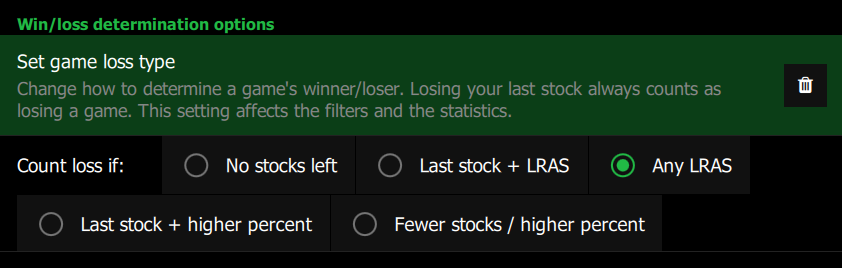 Win/loss determination options
Set game loss type
Change how to determine a game's winner/loser. Losing your last stock always counts as
losing a game. This setting affects the filters and the statistics.
Count loss if: No stocks left Last stock + LRAS Any LRAS
Last stock + higher percent Fewer stocks / higher percent